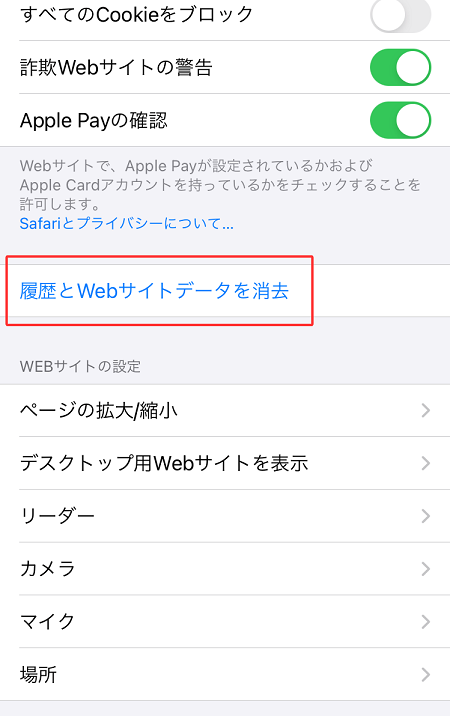 すべてのCookieをブロック
詐欺Webサイトの警告
Apple Payの確認
Webサイトで、Apple Payが設定されているかおよび
Apple Cardアカウントを持っているかをチェックすることを
許可します。
Safariとプライバシーについて...
履歴とWebサイトデータを消去
WEBサイトの設定
ページの拡大/縮小
デスクトップ用Webサイトを表示
リーダー
カメラ
マイク
場所